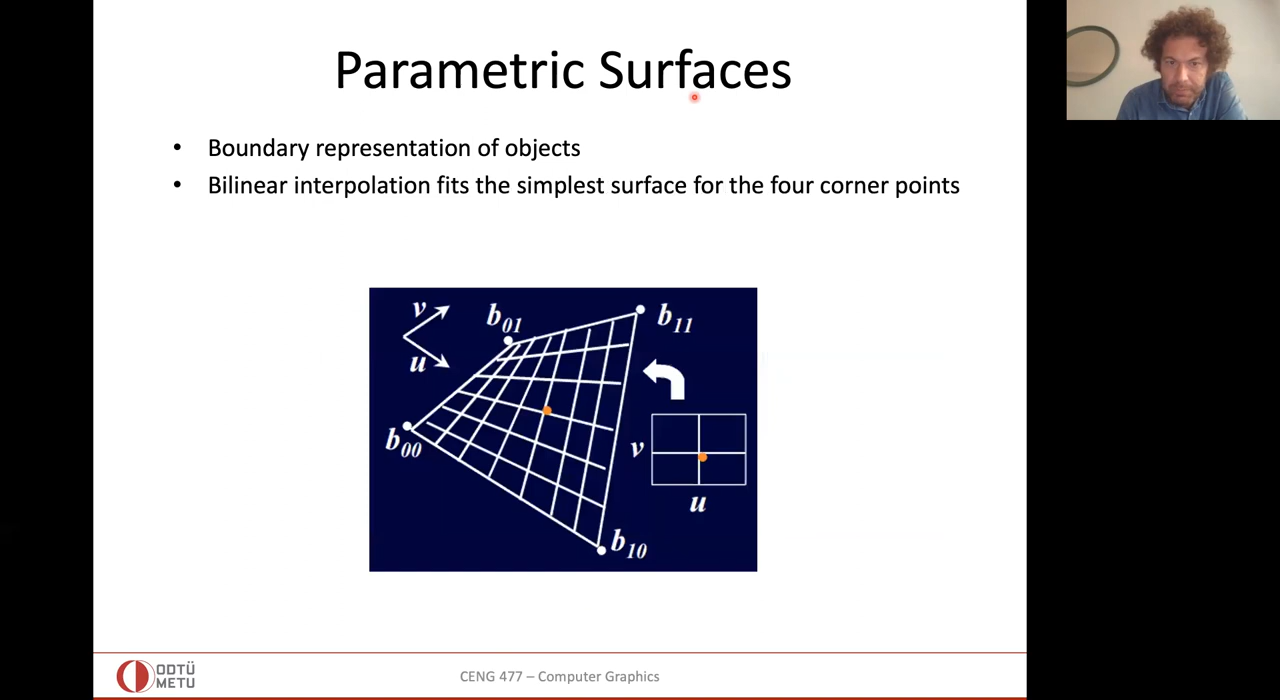 Parametric Surfaces
• Boundary representation of objects
• Bilinear interpolation fits the simplest surface for the four corner points
v
u
b01
b11
b00
v
u
b10
ODTÜ
METU
CENG 477 – Computer Graphics